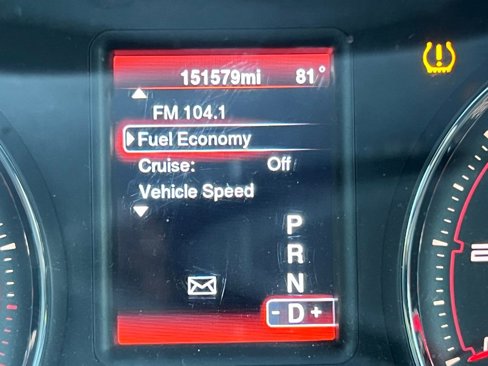 151579mi 81°
FM 104.1
Fuel Economy
Cruise: Off
Vehicle Speed
P
R
N
- D +